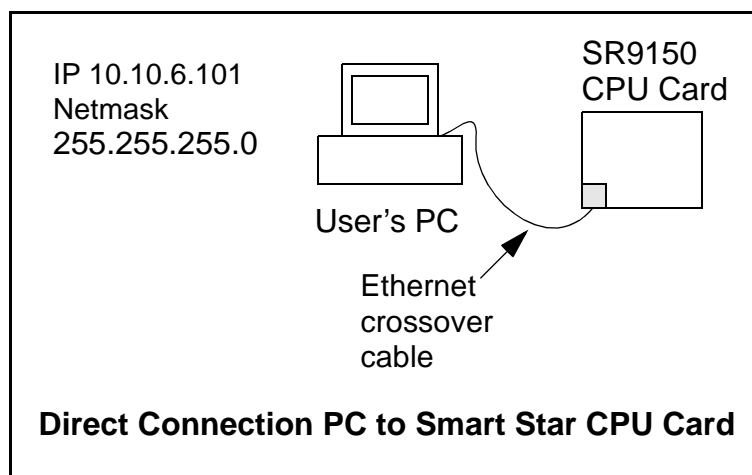 IP 10.10.6.101
Netmask
255.255.255.0
SR9150
CPU Card
User's PC
Ethernet
crossover
cable
Direct Connection PC to Smart Star CPU Card